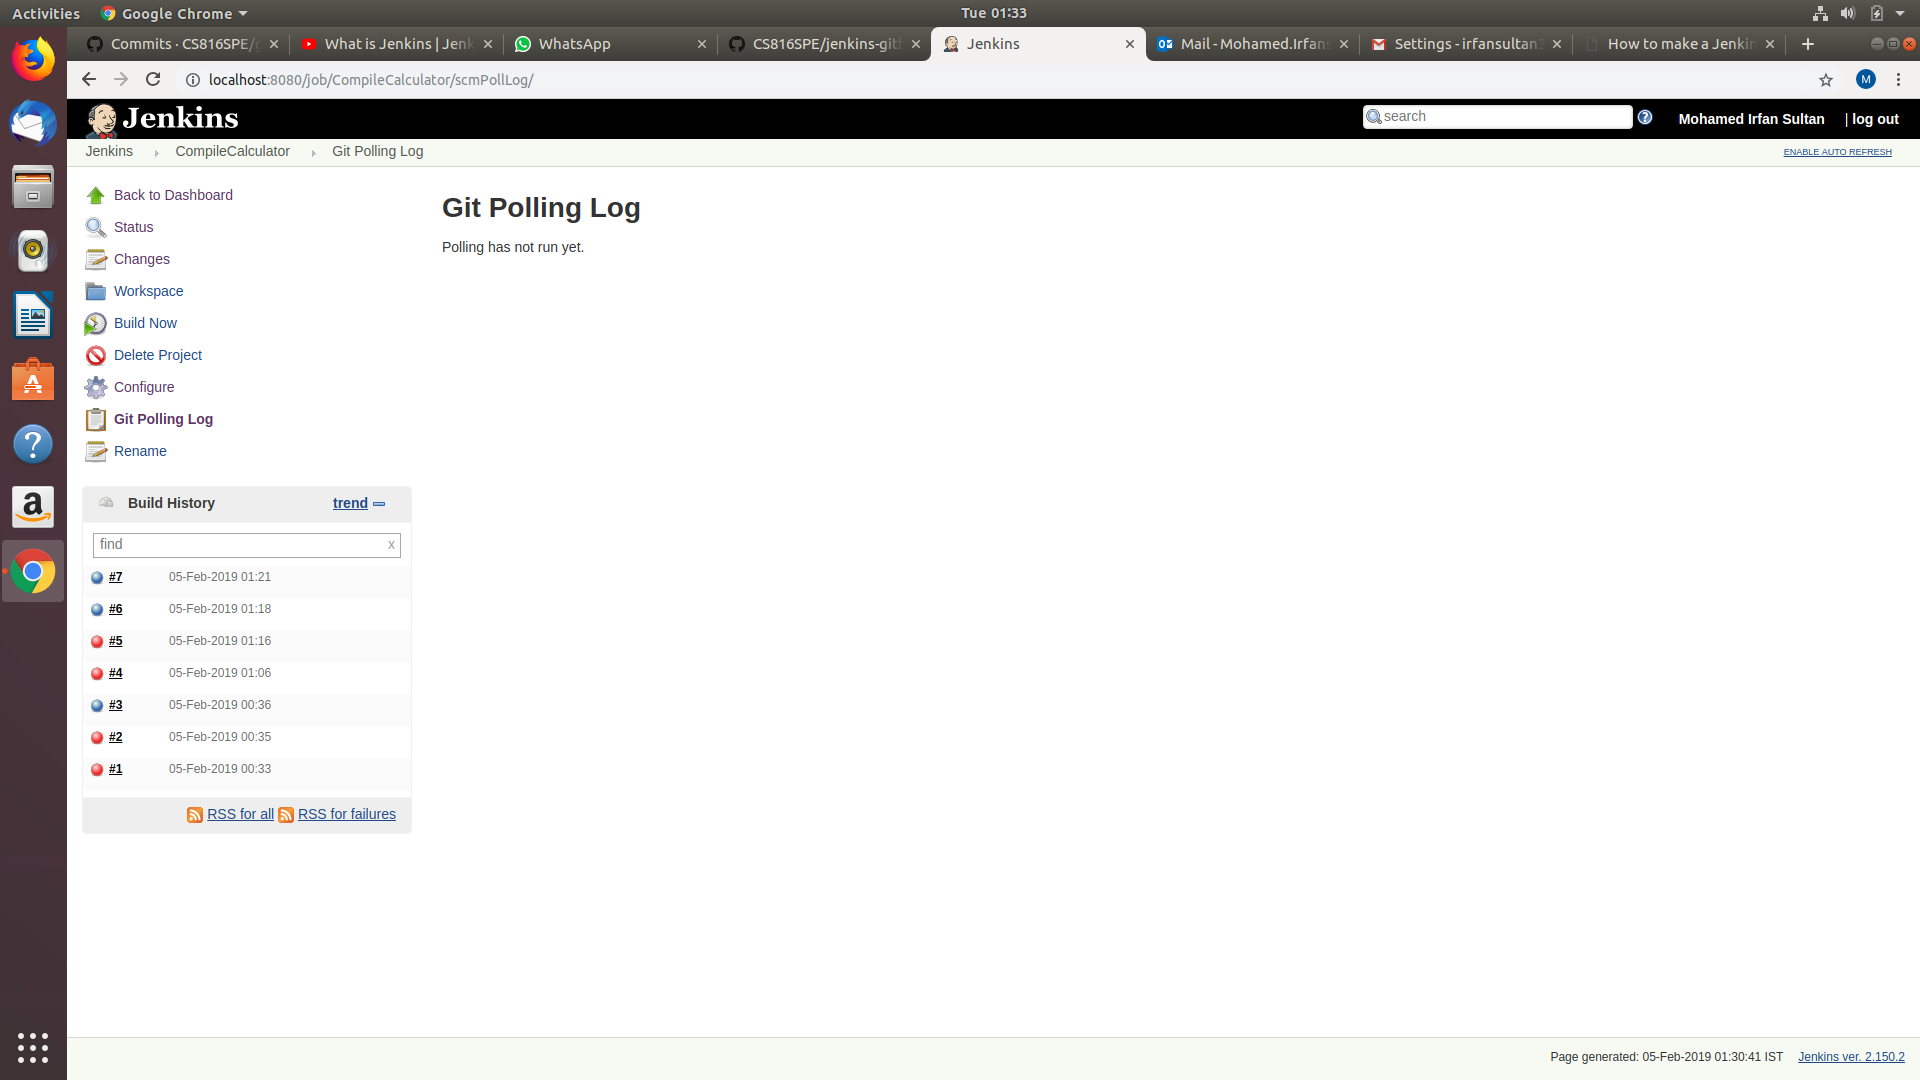 Activities Google Chrome Tue 01:33
Commits · CS816SPE/g What is Jenkins | Jenk WhatsApp CS816SPE/jenkins-gith Jenkins Mail - Mohamed.Irfans Settings - irfansultan How to make a Jenkin
localhost:8080/job/CompileCalculator/scmPollLog/ M
Jenkins search ? Mohamed Irfan Sultan | log out
Jenkins CompileCalculator Git Polling Log ENABLE AUTO REFRESH
Back to Dashboard
Status
Changes
Workspace
Build Now
Delete Project
Configure
Git Polling Log
Rename
Git Polling Log
Polling has not run yet.
Build History trend
find x
#7 05-Feb-2019 01:21
#6 05-Feb-2019 01:18
#5 05-Feb-2019 01:16
#4 05-Feb-2019 01:06
#3 05-Feb-2019 00:36
#2 05-Feb-2019 00:35
#1 05-Feb-2019 00:33
RSS for all RSS for failures
Page generated: 05-Feb-2019 01:30:41 IST Jenkins ver. 2.150.2